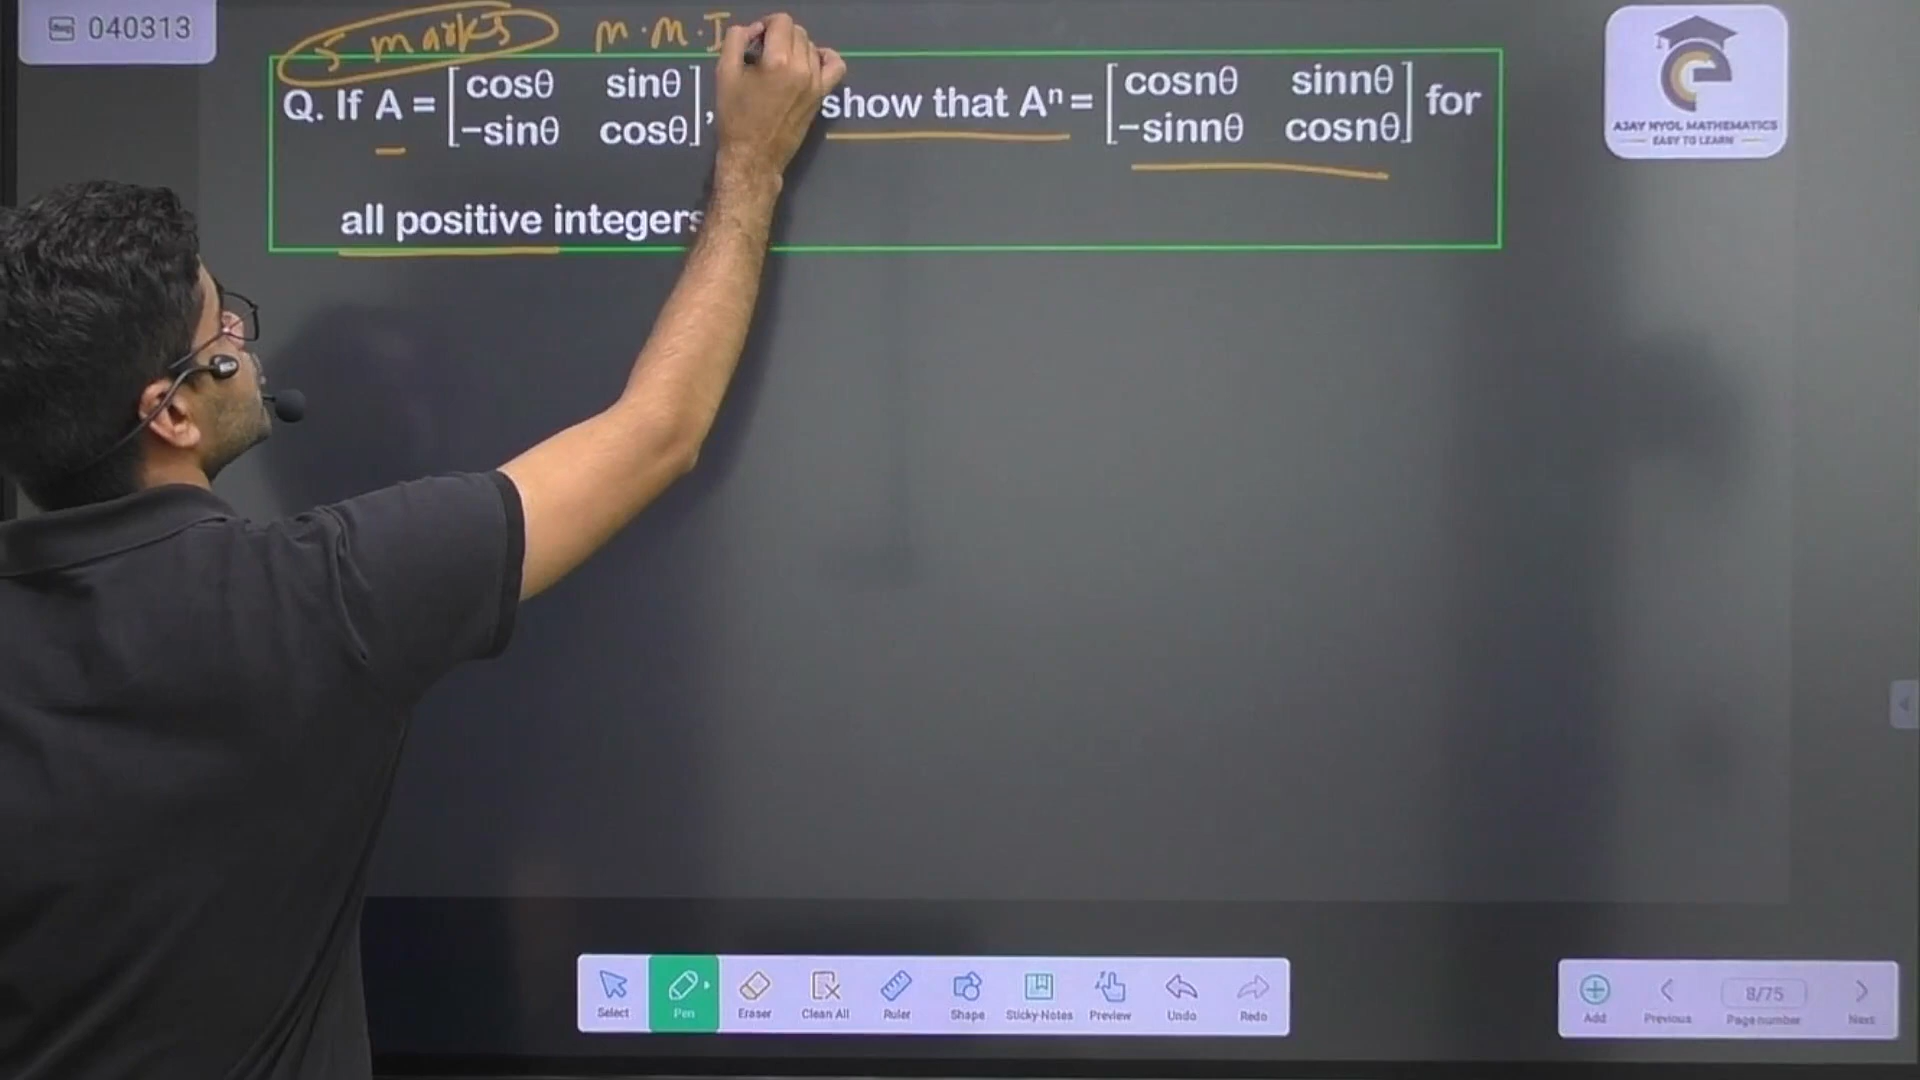 040313
5 marks M.M.I
Q. If A = [cosθ sinθ
-sinθ cosθ], show that Aⁿ = [cosnθ sinnθ
-sinnθ cosnθ] for
all positive integers
AJAY NYOL MATHEMATICS
EASY TO LEARN
Select Pen Eraser Clean All Ruler Shape Sticky-Notes Preview Undo Redo
Add Previous 8/75 Page number Next